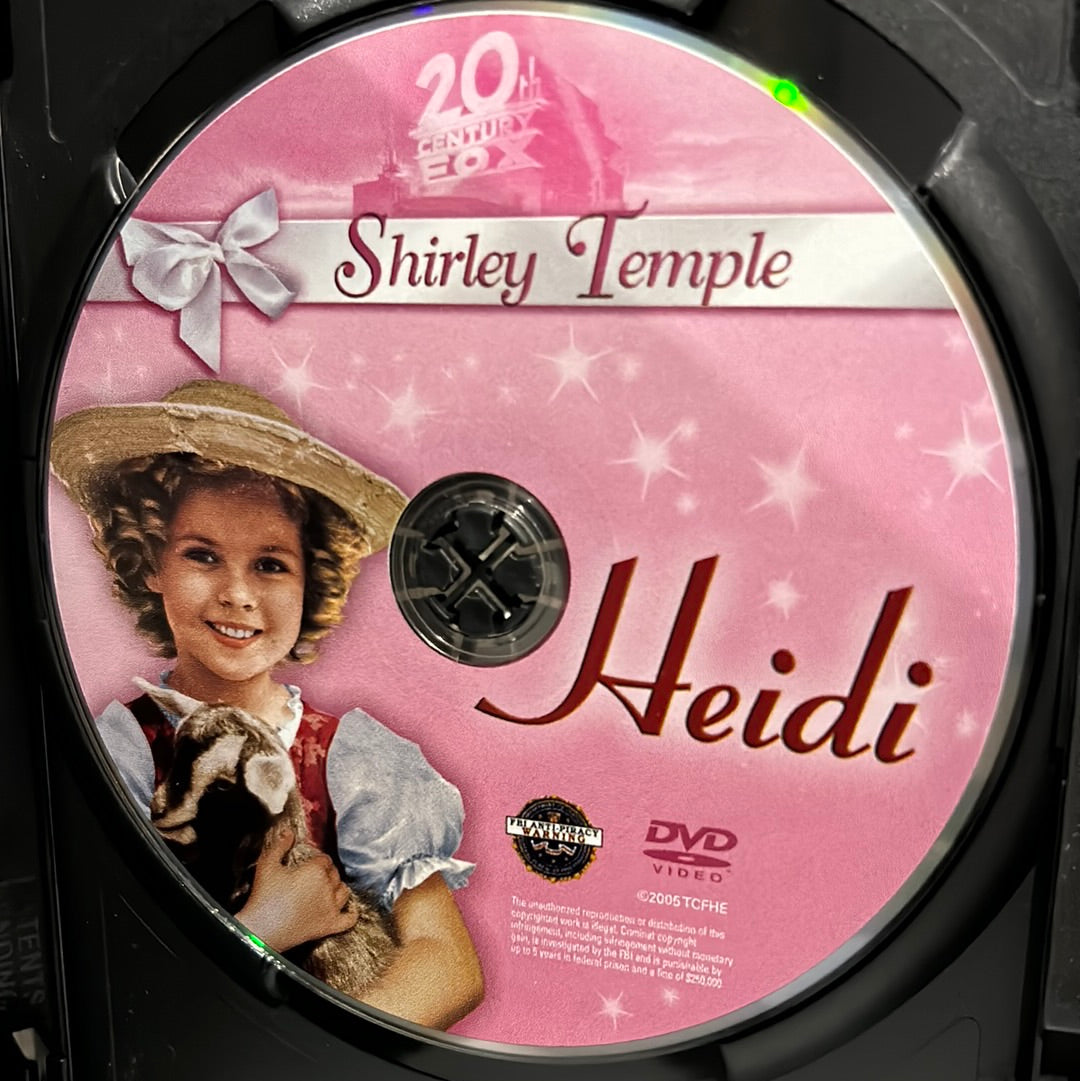 20th
CENTURY
FOX
Shirley Temple
Heidi
FBI ANTI-PIRACY
WARNING
DVD
VIDEO
©2005 TCFHE
The unauthorized reproduction or distribution of this
copyrighted work is illegal. Criminal copyright
infringement, including infringement without monetary
gain, is investigated by the FBI and is punishable by
up to 5 years in federal prison and a fine of $250,000.